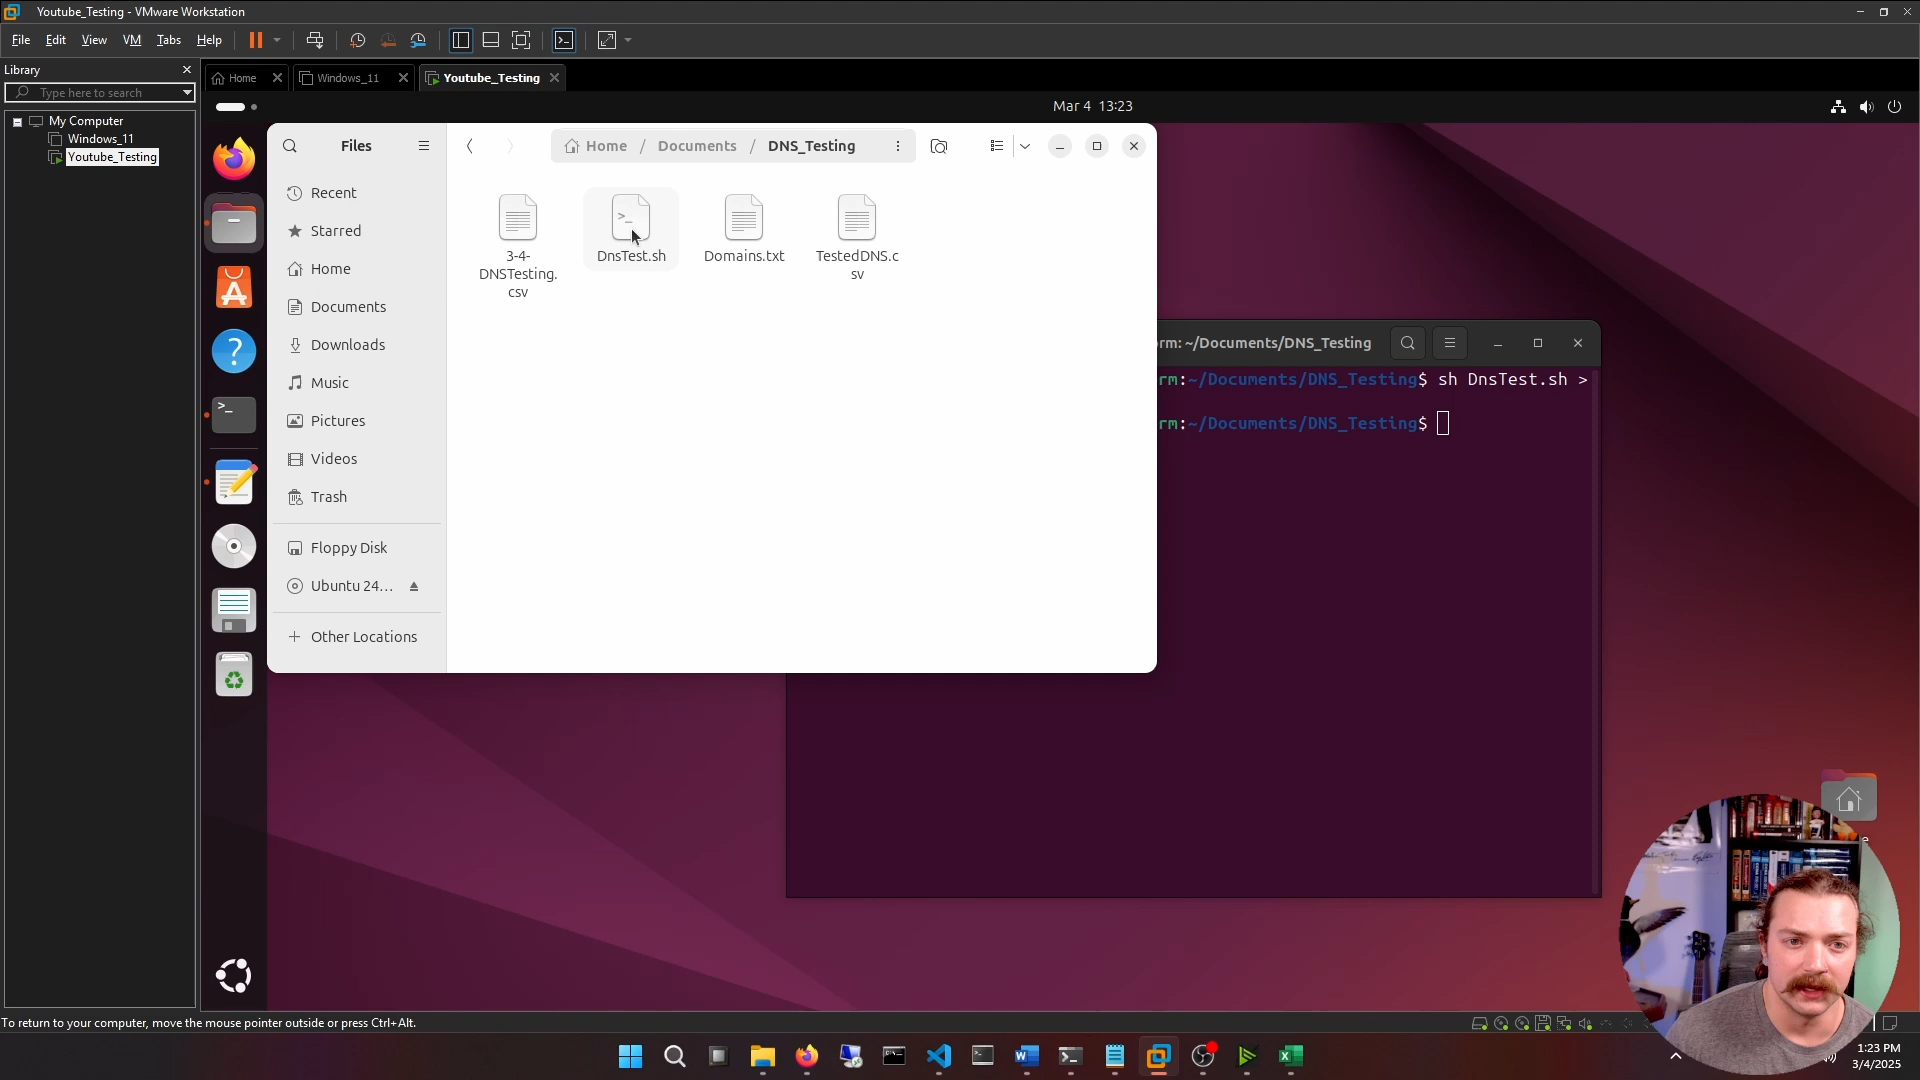 Youtube_Testing - VMware Workstation
File Edit View VM Tabs Help
Library
Type here to search
My Computer
Windows_11
Youtube_Testing
Home
Windows_11
Youtube_Testing
Mar 4 13:23
Files
Home / Documents / DNS_Testing
Recent
Starred
Home
Documents
Downloads
Music
Pictures
Videos
Trash
Floppy Disk
Ubuntu 24...
Other Locations
3-4-
DNSTesting.
csv
DnsTest.sh
Domains.txt
TestedDNS.c
sv
rm: ~/Documents/DNS_Testing
rm:~/Documents/DNS_Testing$ sh DnsTest.sh >
rm:~/Documents/DNS_Testing$
To return to your computer, move the mouse pointer outside or press Ctrl+Alt.
1:23 PM
3/4/2025